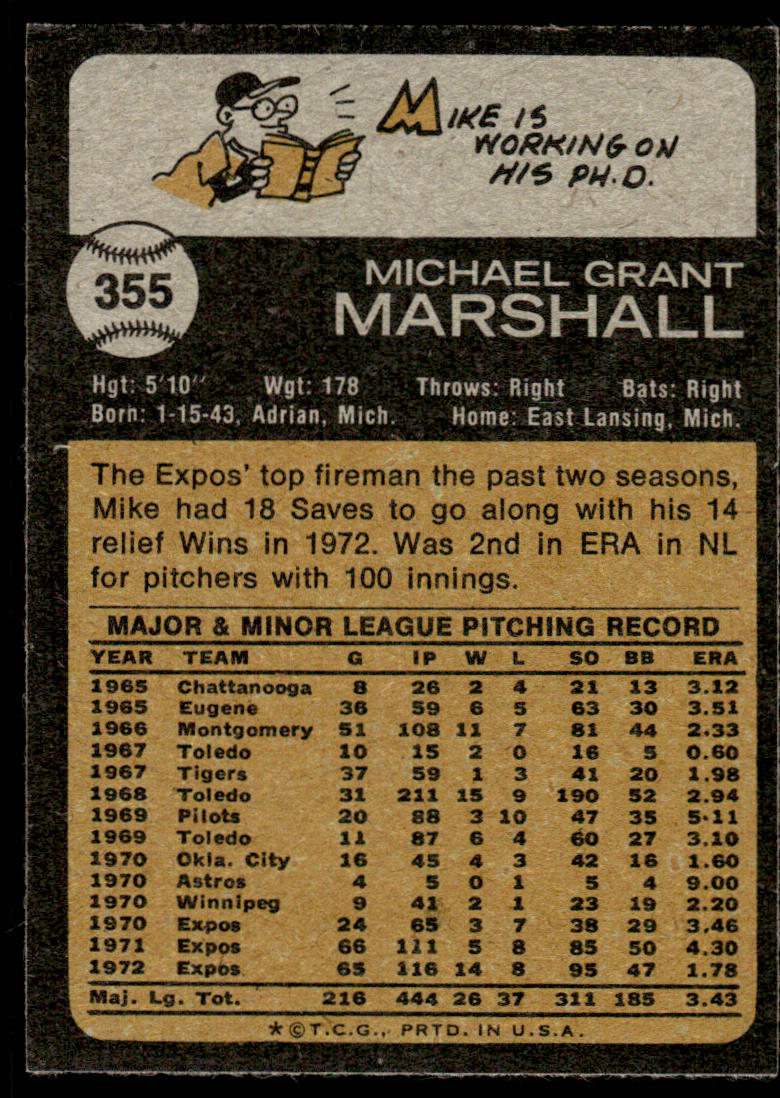 MIKE IS
WORKING ON
HIS PH.D.
355
MICHAEL GRANT
MARSHALL
Hgt: 5'10" Wgt: 178 Throws: Right Bats: Right
Born: 1-15-43, Adrian, Mich. Home: East Lansing, Mich.
The Expos' top fireman the past two seasons,
Mike had 18 Saves to go along with his 14
relief Wins in 1972. Was 2nd in ERA in NL
for pitchers with 100 innings.
MAJOR & MINOR LEAGUE PITCHING RECORD
YEAR TEAM G IP W L SO BB ERA
1965 Chattanooga 8 26 2 4 21 13 3.12
1965 Eugene 36 59 6 5 63 30 3.51
1966 Montgomery 51 108 11 7 81 44 2.33
1967 Toledo 10 15 2 0 16 5 0.60
1967 Tigers 37 59 1 3 41 20 1.98
1968 Toledo 31 211 15 9 190 52 2.94
1969 Pilots 20 88 3 10 47 35 5.11
1969 Toledo 11 87 6 4 60 27 3.10
1970 Okla. City 16 45 4 3 42 16 1.60
1970 Astros 4 5 0 1 5 4 9.00
1970 Winnipeg 9 41 2 1 23 19 2.20
1970 Expos 24 65 3 7 38 29 3.46
1971 Expos 66 111 5 8 85 50 4.30
1972 Expos 65 116 14 8 95 47 1.78
Maj. Lg. Tot. 216 444 26 37 311 185 3.43
*©T.C.G., PRTD. IN U.S.A.